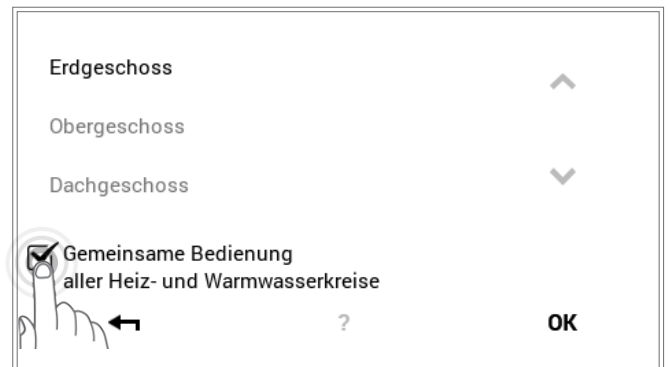 Erdgeschoss
Obergeschoss
Dachgeschoss
Gemeinsame Bedienung
aller Heiz- und Warmwasserkreise
? OK